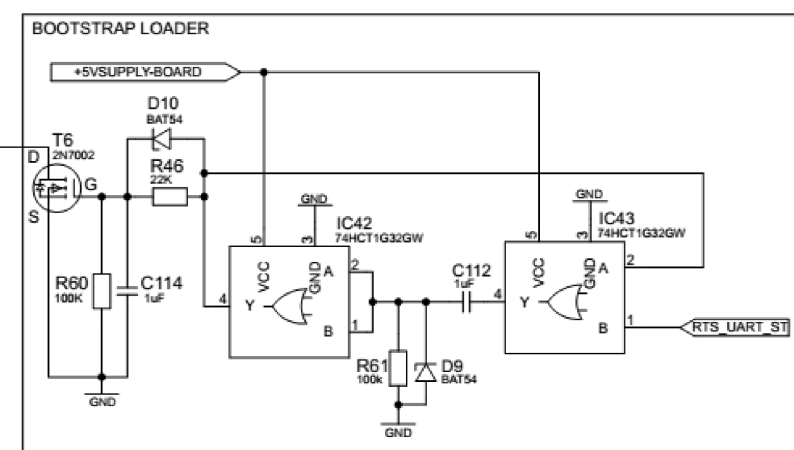 BOOTSTRAP LOADER
+5VSUPPLY-BOARD
D10
BAT54
T6
2N7002
D
G
S
R46
22K
R60
100K
C114
1uF
GND
GND
IC42
74HCT1G32GW
5
3
VCC
GND
A
2
4
Y
B
1
C112
1uF
R61
100k
D9
BAT54
GND
GND
IC43
74HCT1G32GW
5
3
VCC
GND
A
2
4
Y
B
1
RTS_UART_ST